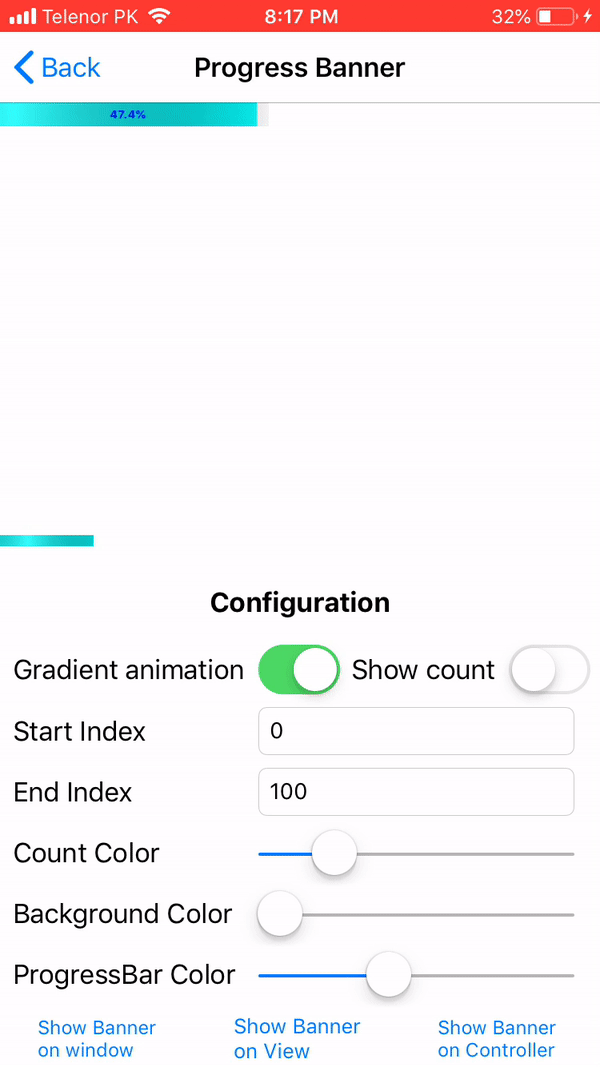 Telenor PK 8:17 PM 32%
Back Progress Banner
47.4%
Configuration
Gradient animation Show count
Start Index 0
End Index 100
Count Color
Background Color
ProgressBar Color
Show Banner Show Banner Show Banner
on window on View on Controller